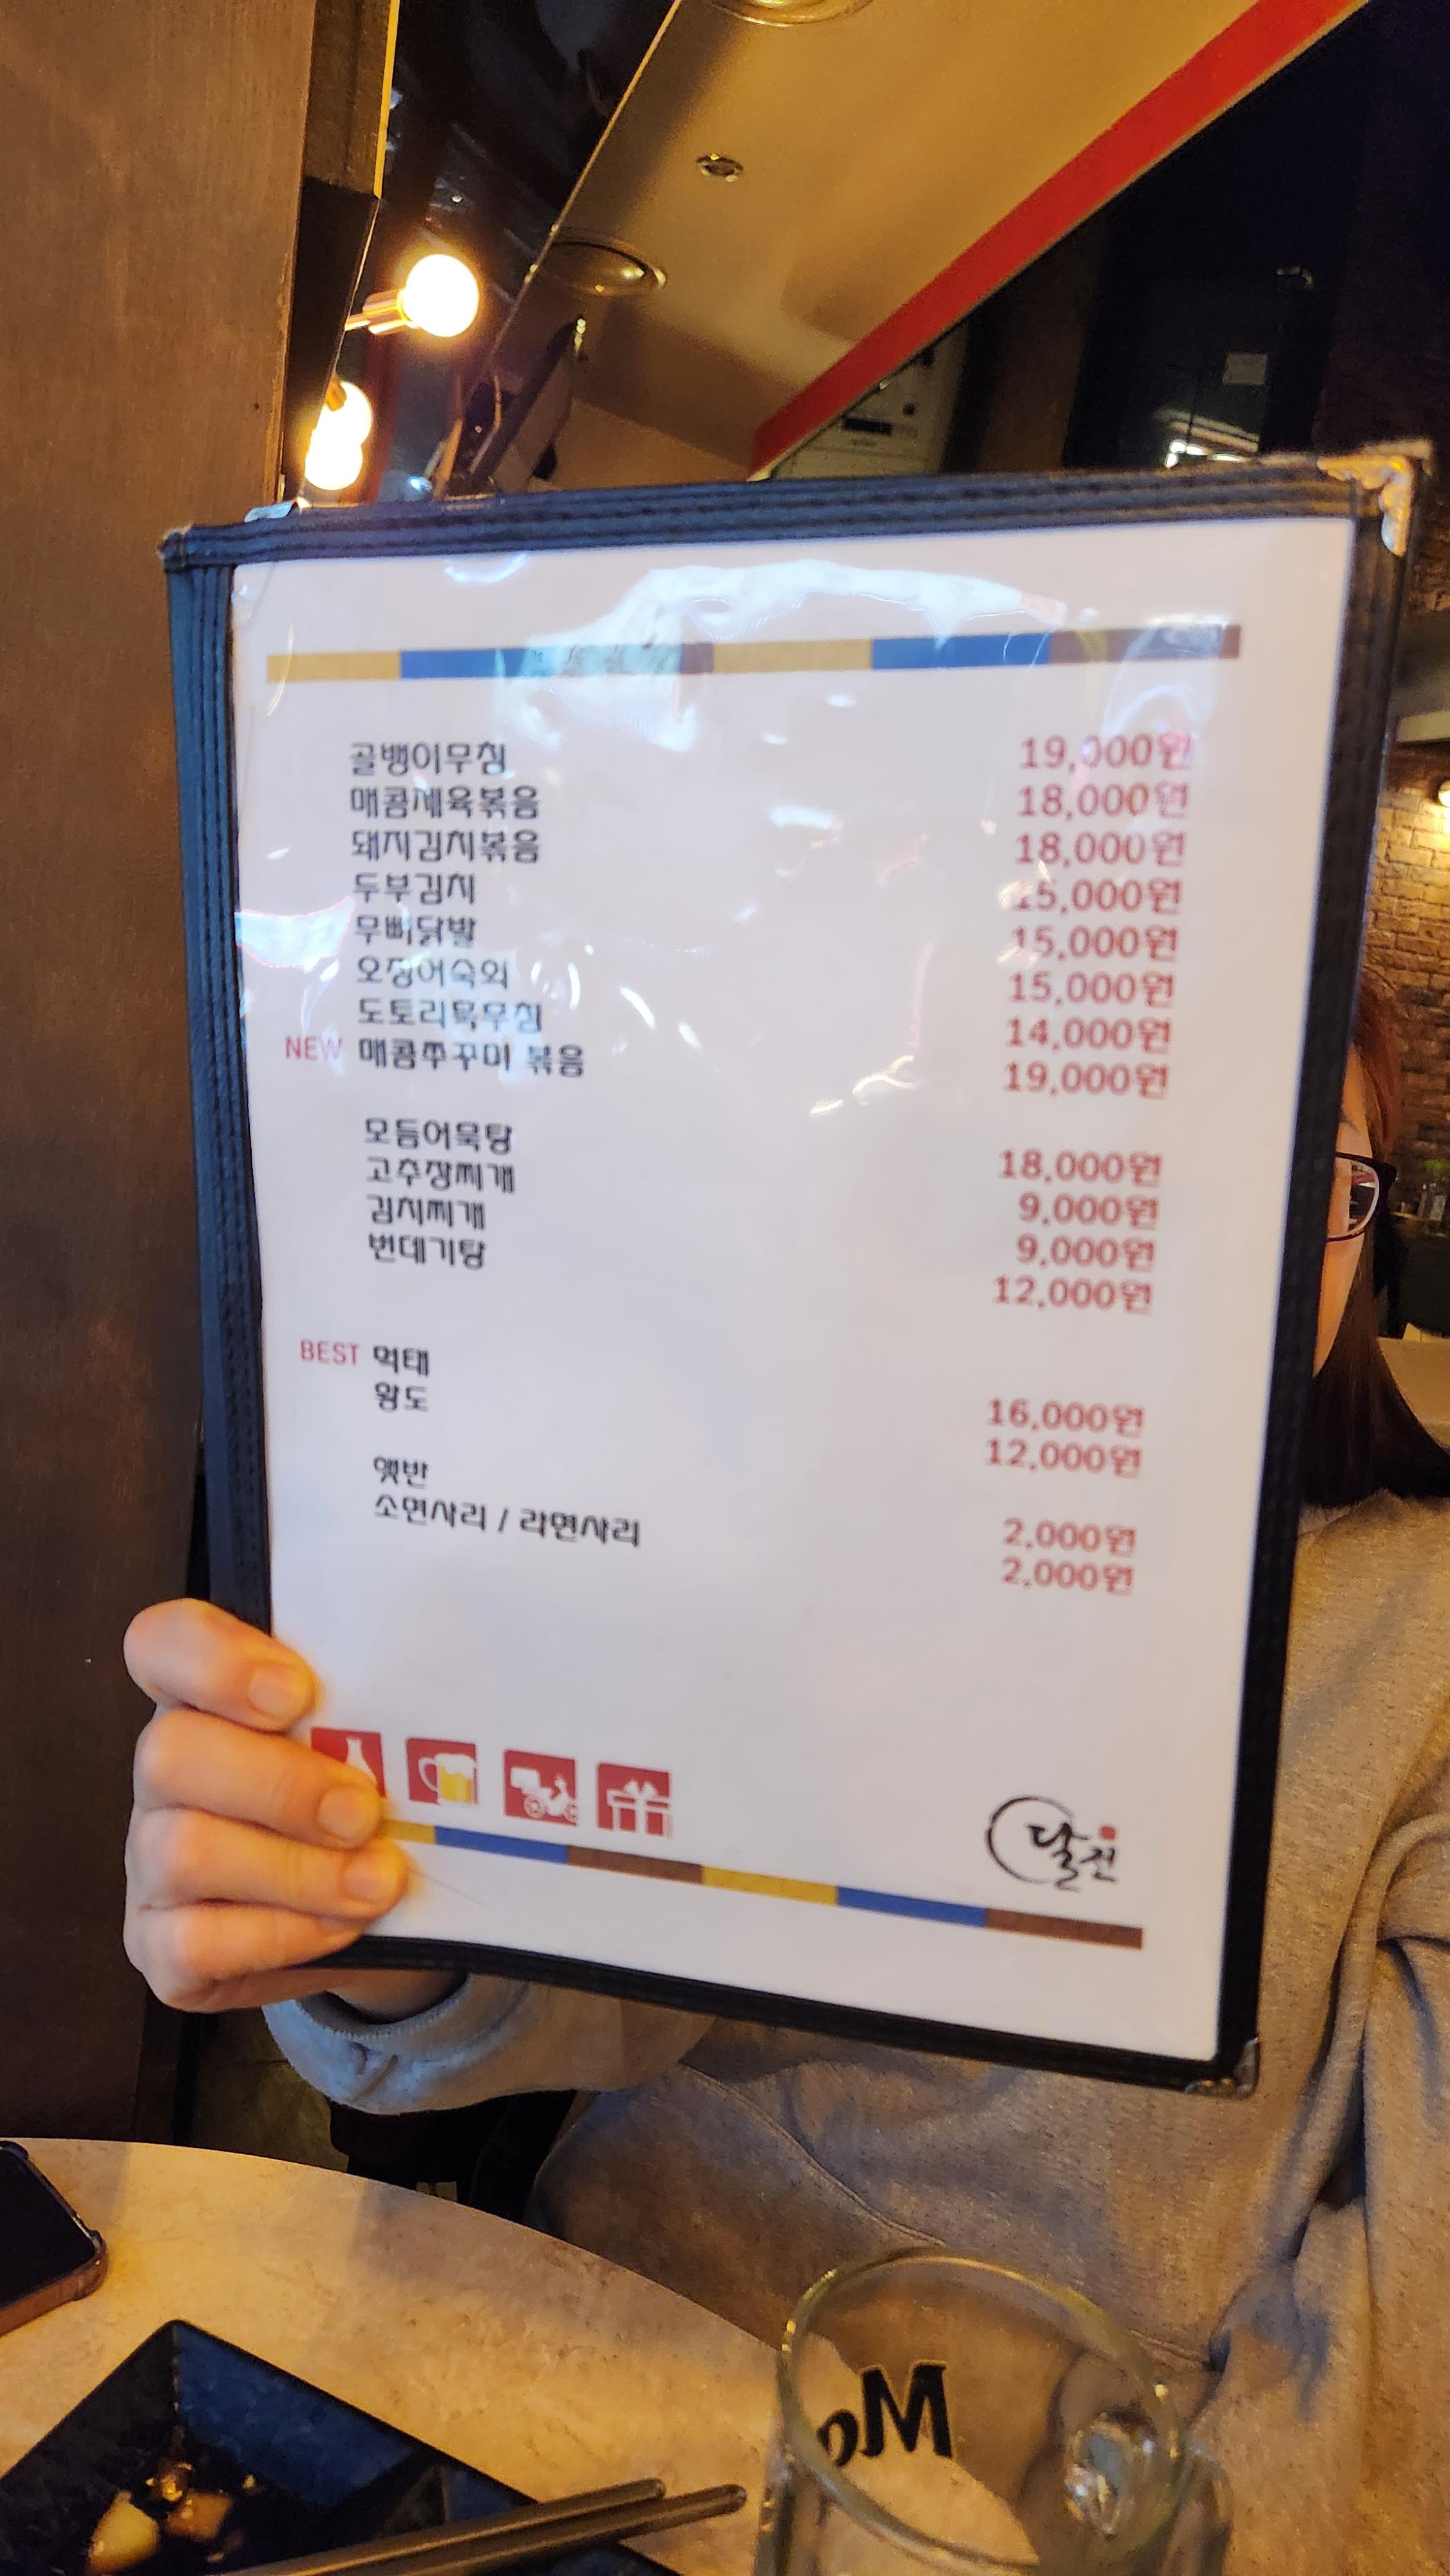 골뱅이무침 19,000원
매콤제육볶음 18,000원
돼지김치볶음 18,000원
두부김치 15,000원
무뼈닭발 15,000원
오징어숙회 15,000원
도토리묵무침 14,000원
NEW 매콤쭈꾸미 볶음 19,000원
모듬어묵탕 18,000원
고추장찌개 9,000원
김치찌개 9,000원
번데기탕 12,000원
BEST 먹태 16,000원
황도 12,000원
햇반 2,000원
소면사리 / 라면사리 2,000원
달전